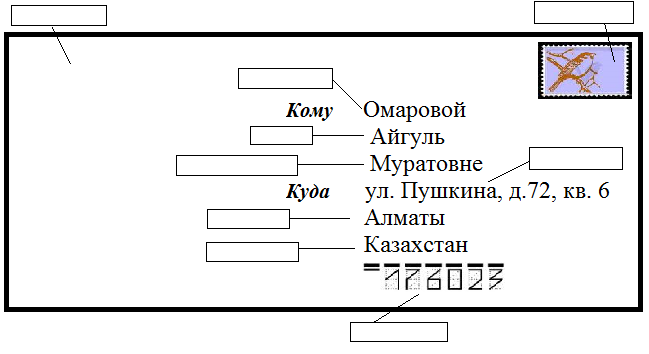 Кому Омаровой
Айгуль
Муратовне
Куда ул. Пушкина, д.72, кв. 6
Алматы
Казахстан
176023